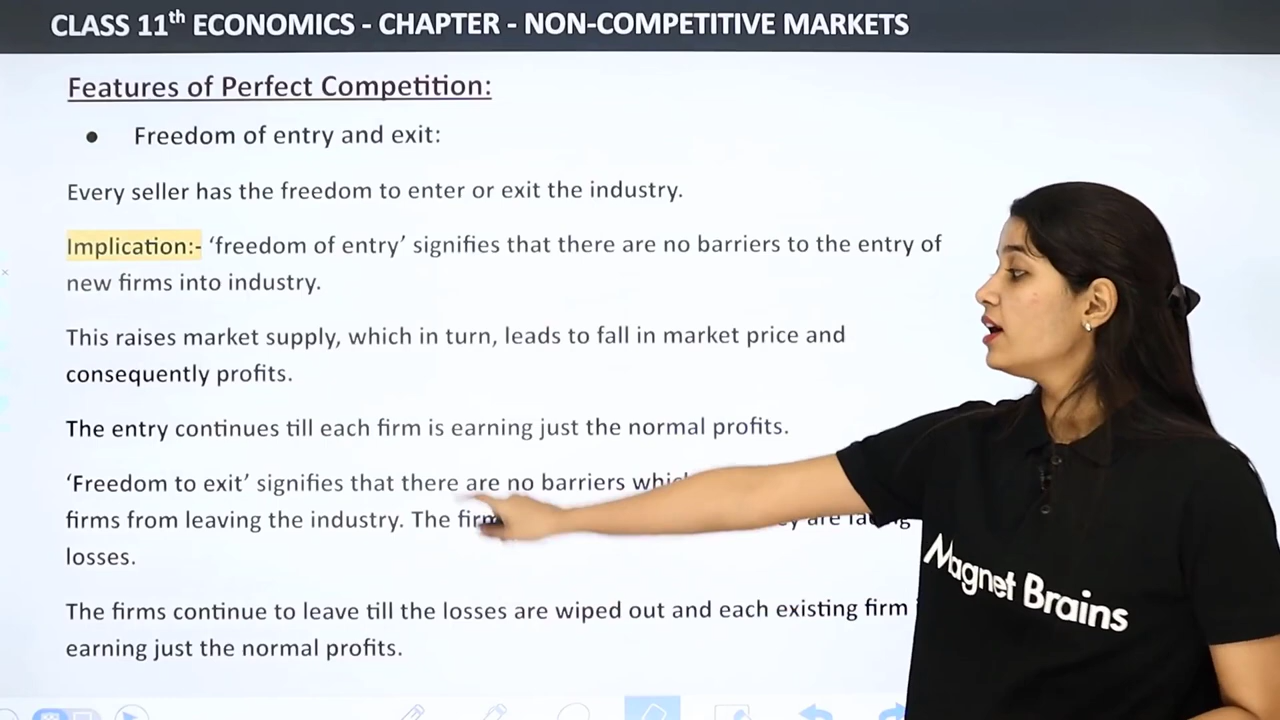 CLASS 11th ECONOMICS - CHAPTER - NON-COMPETITIVE MARKETS
Features of Perfect Competition:
● Freedom of entry and exit:
Every seller has the freedom to enter or exit the industry.
Implication:- ‘freedom of entry’ signifies that there are no barriers to the entry of
new firms into industry.
This raises market supply, which in turn, leads to fall in market price and
consequently profits.
The entry continues till each firm is earning just the normal profits.
‘Freedom to exit’ signifies that there are no barriers
firms from leaving the industry. The are
losses.
The firms continue to leave till the losses are wiped out and each existing firm
earning just the normal profits.
Magnet Brains